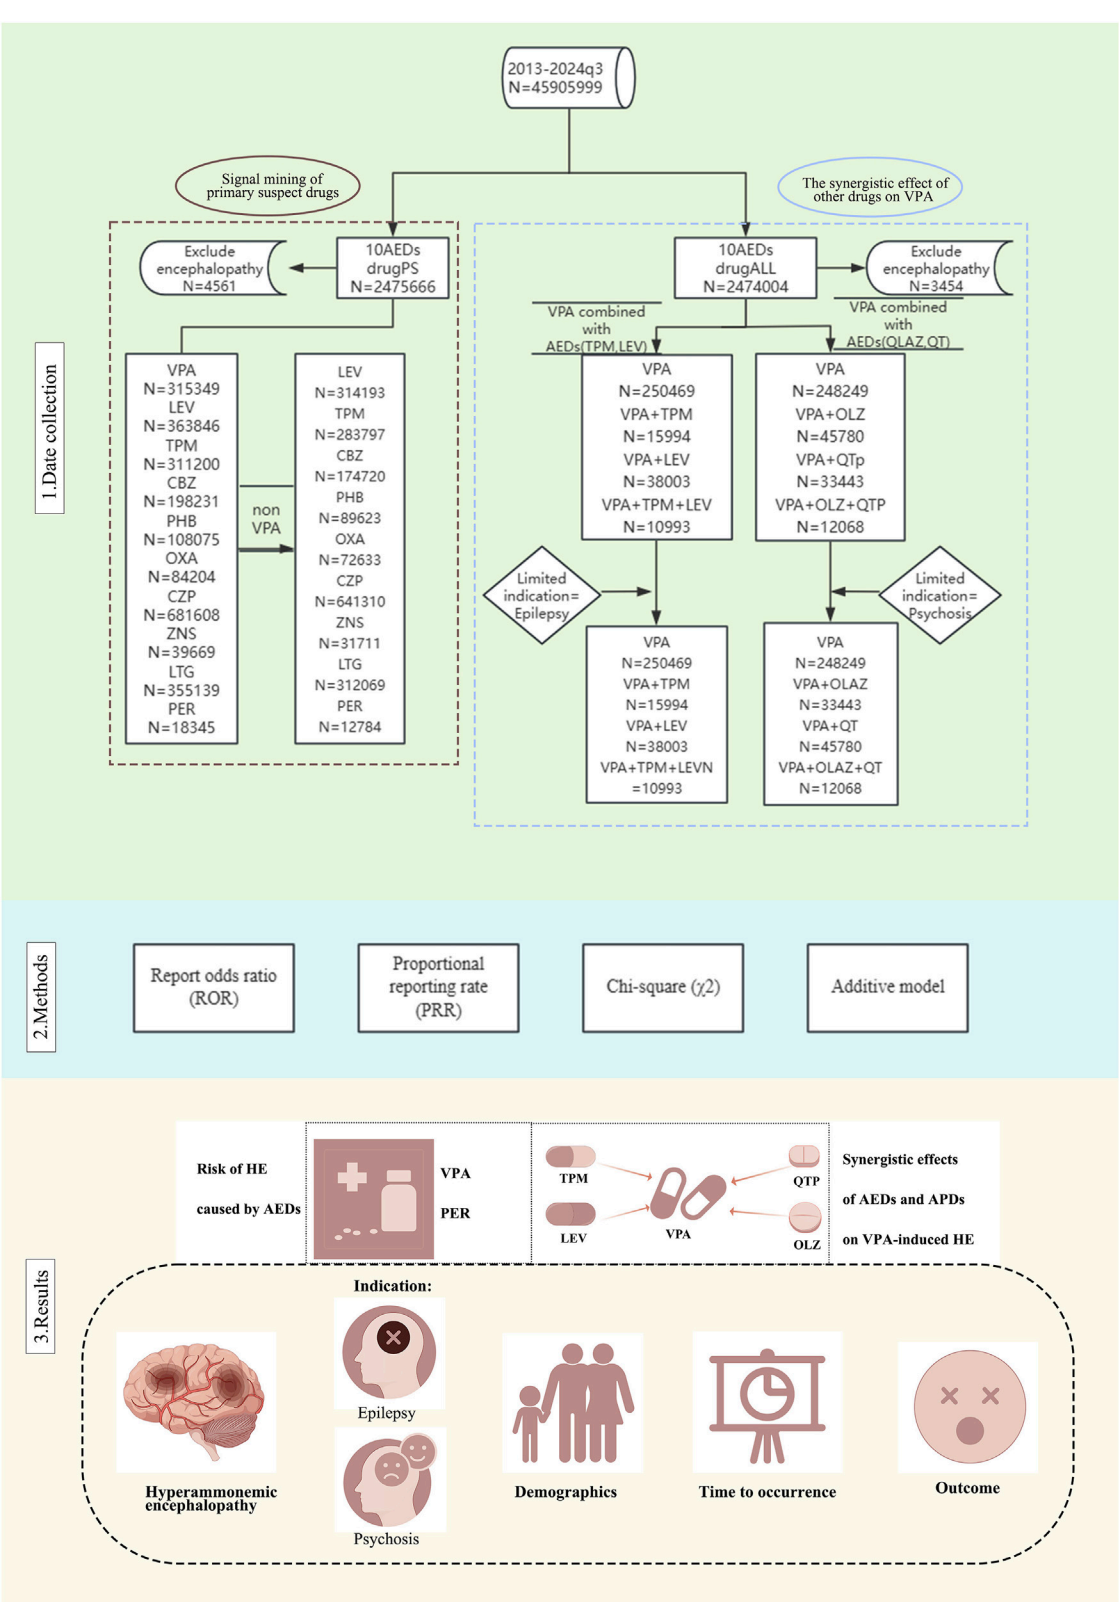 2013-2024q3
N=45905999
Signal mining of
primary suspect drugs
The synergistic effect of
other drugs on VPA
1.Date collection
Exclude
encephalopathy
N=4561
10AEDs
drugPS
N=2475666
10AEDs
drugALL
N=2474004
Exclude
encephalopathy
N=3454
VPA combined
with
AEDs(TPM,LEV)
VPA combined
with
AEDs(QLAZ,QT)
VPA
N=315349
LEV
N=363846
TPM
N=311200
CBZ
N=198231
PHB
N=108075
OXA
N=84204
CZP
N=681608
ZNS
N=39669
LTG
N=355139
PER
N=18345
non
VPA
LEV
N=314193
TPM
N=283797
CBZ
N=174720
PHB
N=89623
OXA
N=72633
CZP
N=641310
ZNS
N=31711
LTG
N=312069
PER
N=12784
VPA
N=250469
VPA+TPM
N=15994
VPA+LEV
N=38003
VPA+TPM+LEV
N=10993
VPA
N=248249
VPA+OLZ
N=45780
VPA+QTp
N=33443
VPA+OLZ+QTP
N=12068
Limited
indication=
Epilepsy
Limited
indication=
Psychosis
VPA
N=250469
VPA+TPM
N=15994
VPA+LEV
N=38003
VPA+TPM+LEVN
=10993
VPA
N=248249
VPA+OLAZ
N=33443
VPA+QT
N=45780
VPA+OLAZ+QT
N=12068
2.Methods
Report odds ratio
(ROR)
Proportional
reporting rate
(PRR)
Chi-square (χ2)
Additive model
3.Results
Risk of HE
caused by AEDs
VPA
PER
TPM
LEV
VPA
QTP
OLZ
Synergistic effects
of AEDs and APDs
on VPA-induced HE
Indication:
Epilepsy
Psychosis
Hyperammonemic
encephalopathy
Demographics
Time to occurrence
Outcome